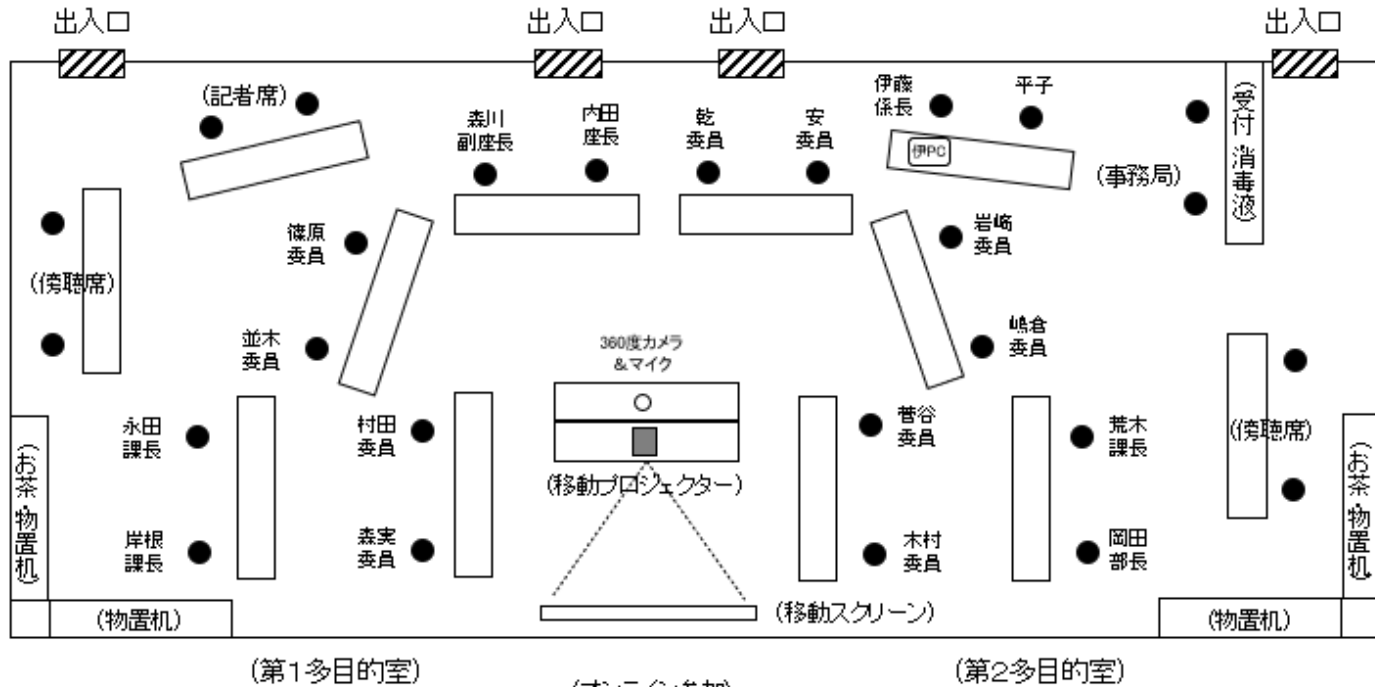 出入口
出入口
出入口
出入口
(記者席)
森川
副座長
内田
座長
乾
委員
安
委員
伊藤
係長
平子
伊PC
(事務局)
(受付 消毒液)
篠原
委員
岩崎
委員
(傍聴席)
並木
委員
嶋倉
委員
360度カメラ
&マイク
永田
課長
村田
委員
菅谷
委員
荒木
課長
(傍聴席)
(お茶・物置机)
(移動プロジェクター)
(お茶・物置机)
岸根
課長
森実
委員
木村
委員
岡田
部長
(物置机)
(移動スクリーン)
(物置机)
(第1多目的室)
(第2多目的室)
(オンライン参加)